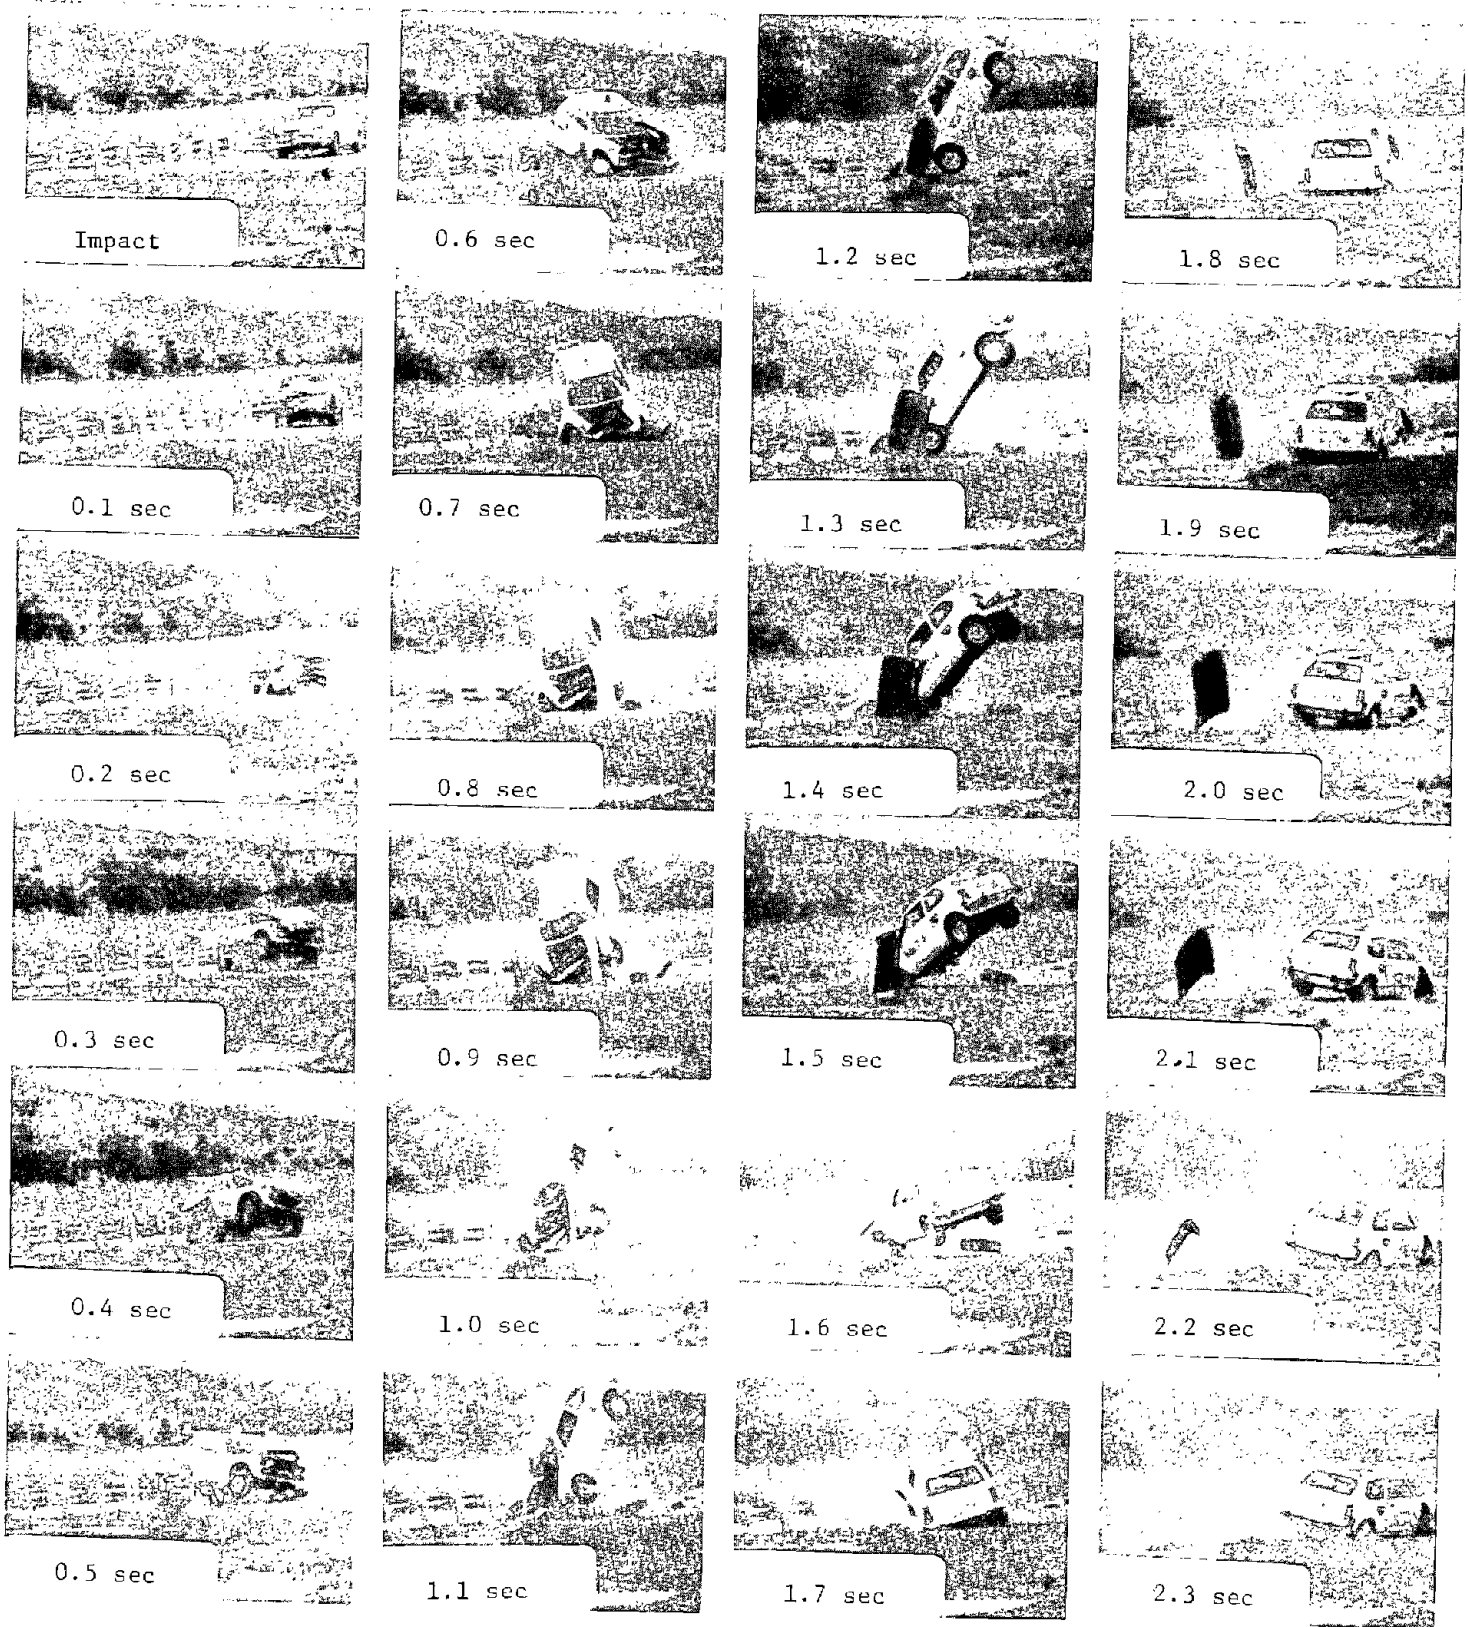 Impact
0.1 sec
0.2 sec
0.3 sec
0.4 sec
0.5 sec
0.6 sec
0.7 sec
0.8 sec
0.9 sec
1.0 sec
1.1 sec
1.2 sec
1.3 sec
1.4 sec
1.5 sec
1.6 sec
1.7 sec
1.8 sec
1.9 sec
2.0 sec
2.1 sec
2.2 sec
2.3 sec